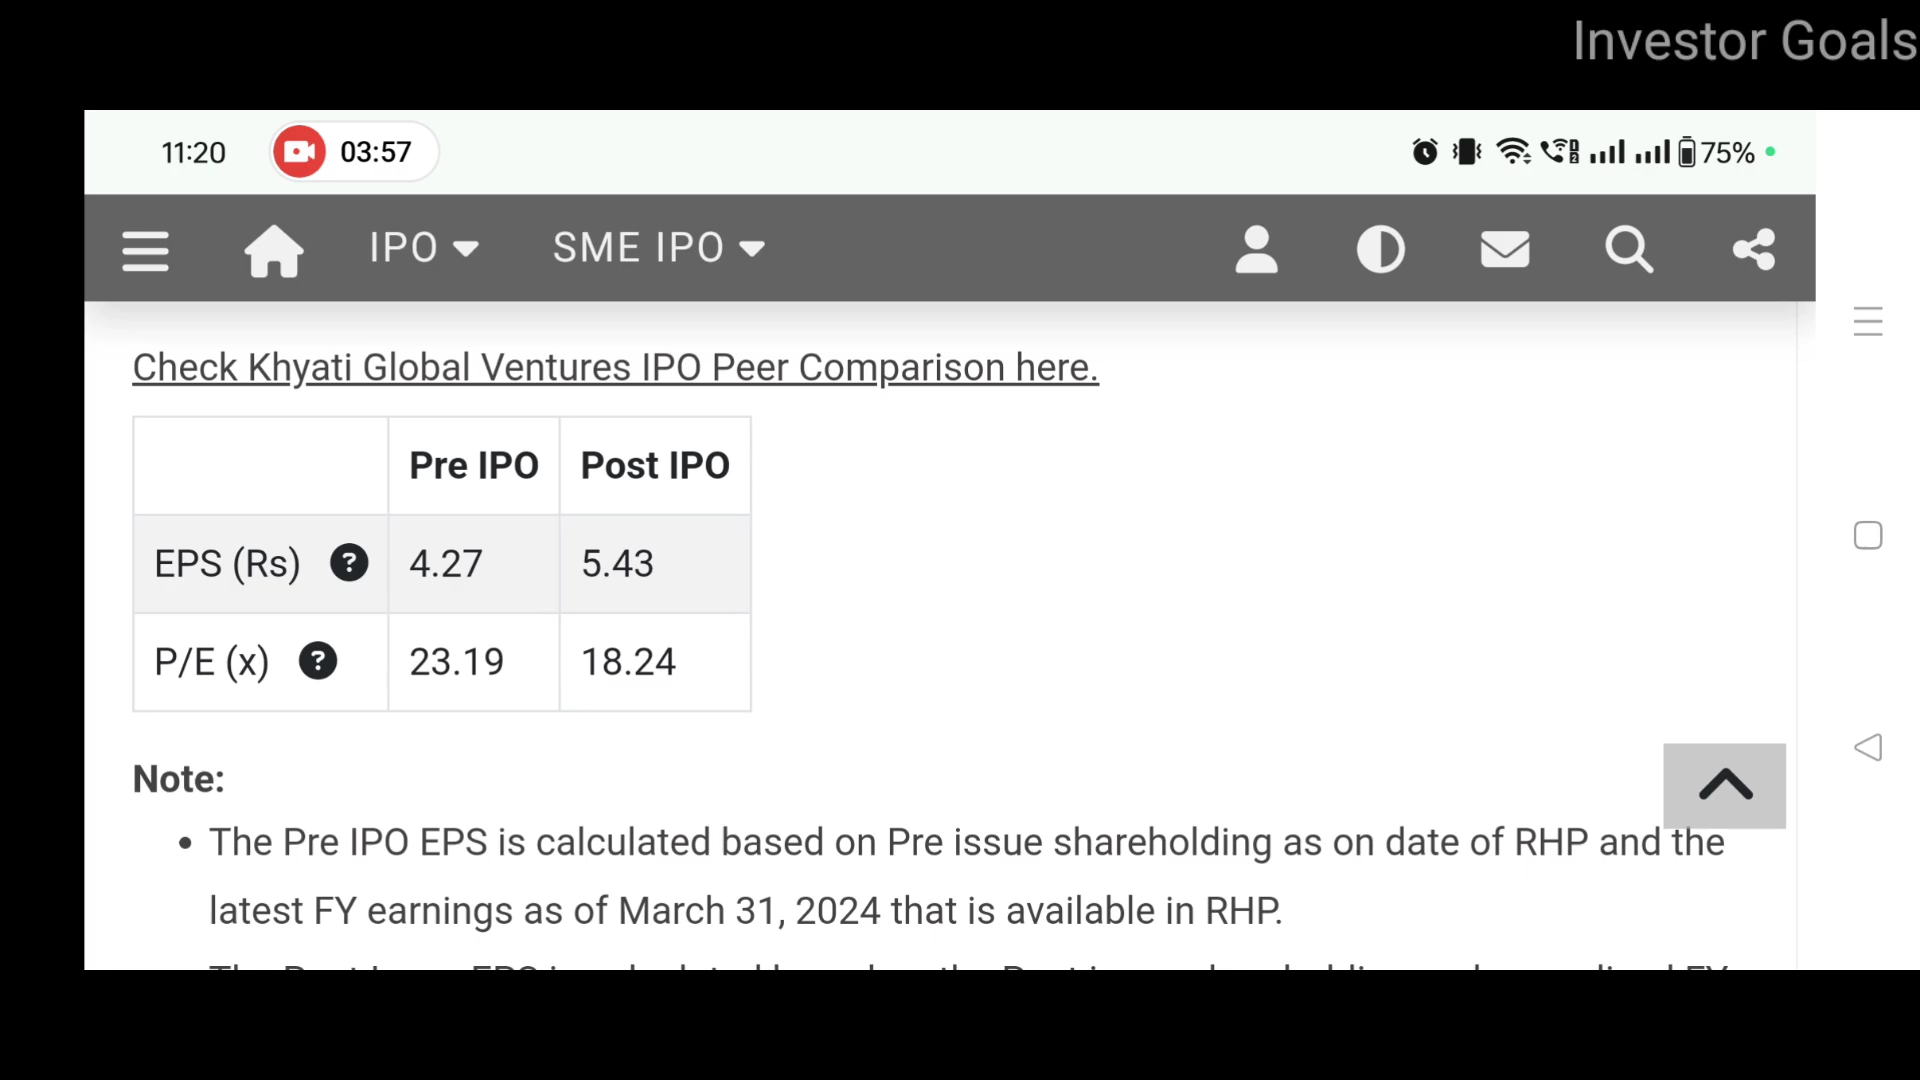 Investor Goals
11:20 03:57 75%
IPO SME IPO
Check Khyati Global Ventures IPO Peer Comparison here.
Pre IPO Post IPO
EPS (Rs) ? 4.27 5.43
P/E (x) ? 23.19 18.24
Note:
• The Pre IPO EPS is calculated based on Pre issue shareholding as on date of RHP and the
latest FY earnings as of March 31, 2024 that is available in RHP.